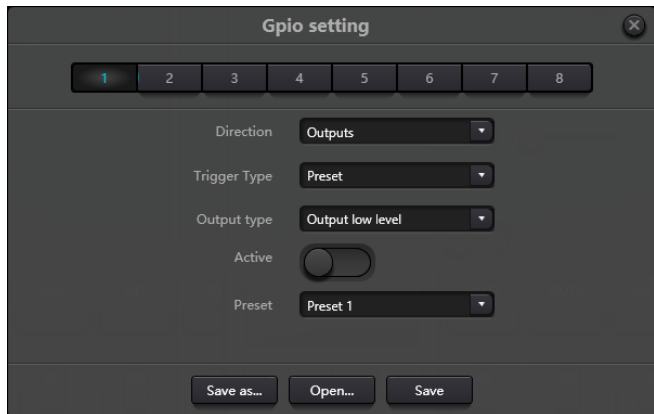 Gpio setting
1 2 3 4 5 6 7 8
Direction Outputs
Trigger Type Preset
Output type Output low level
Active
Preset Preset 1
Save as... Open... Save